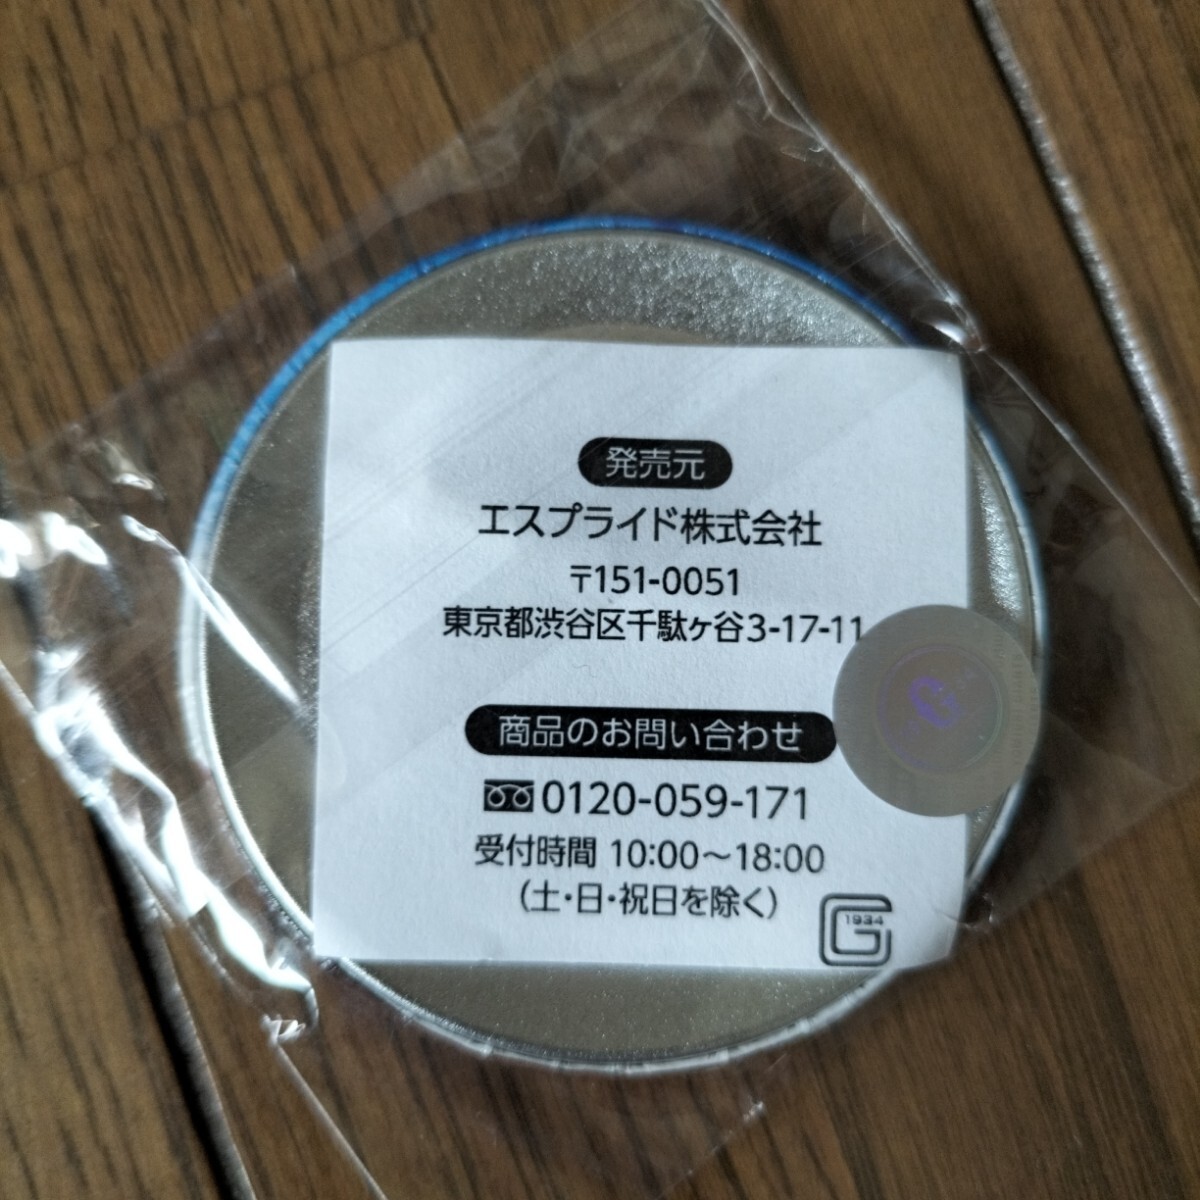 発売元
エスプライド株式会社
〒151-0051
東京都渋谷区千駄ヶ谷3-17-11
商品のお問い合わせ
0120-059-171
受付時間 10:00～18:00
(土・日・祝日を除く)
1934